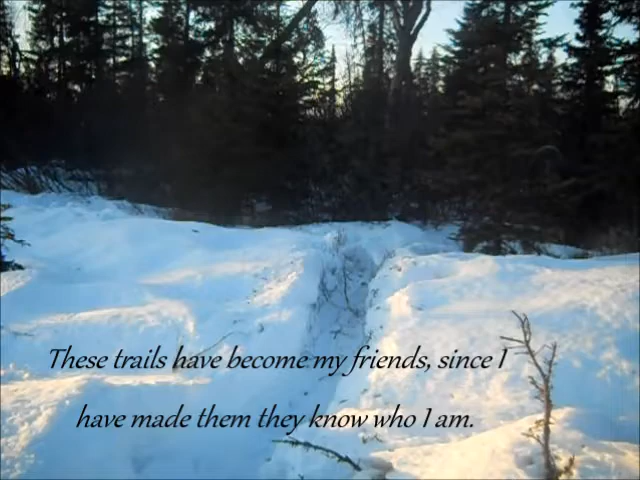 These trails have become my friends, since I
have made them they know who I am.